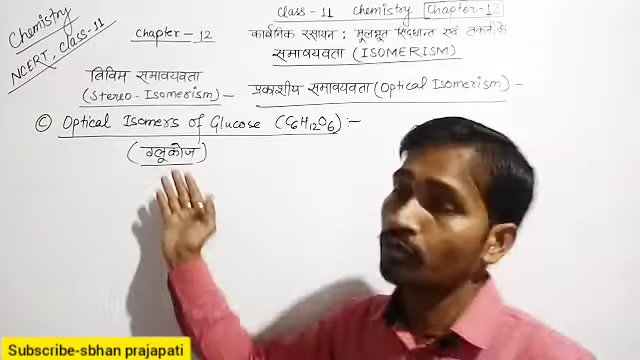 Chemistry
NCERT, Class-11
Class - 11 Chemistry Chapter-12
Chapter - 12
कार्बनिक रसायन : मूलभूत सिद्धान्त एवं तकनीकें
समावयवता (ISOMERISM)
त्रिविम समावयवता
(Stereo-Isomerism) –
प्रकाशीय समावयवता (Optical Isomerism) –
© Optical Isomers of Glucose (C6H12O6) :-
(ग्लूकोज)
Subscribe-sbhan prajapati